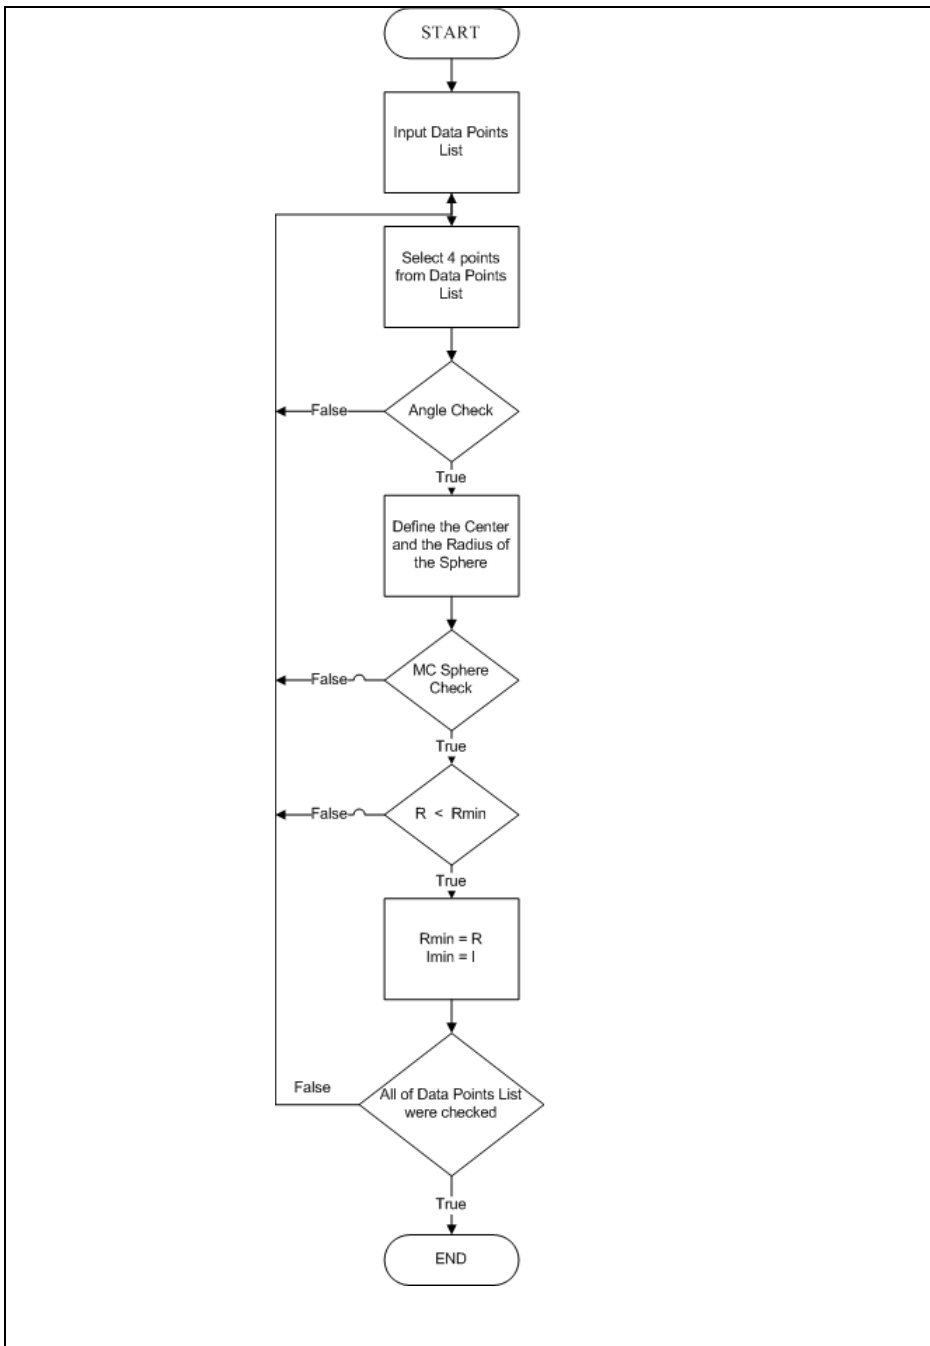 START
Input Data Points
List
Select 4 points
from Data Points
List
Angle Check
False
True
Define the Center
and the Radius of
the Sphere
MC Sphere
Check
False
True
R < Rmin
False
True
Rmin = R
Imin = I
All of Data Points List
were checked
False
True
END